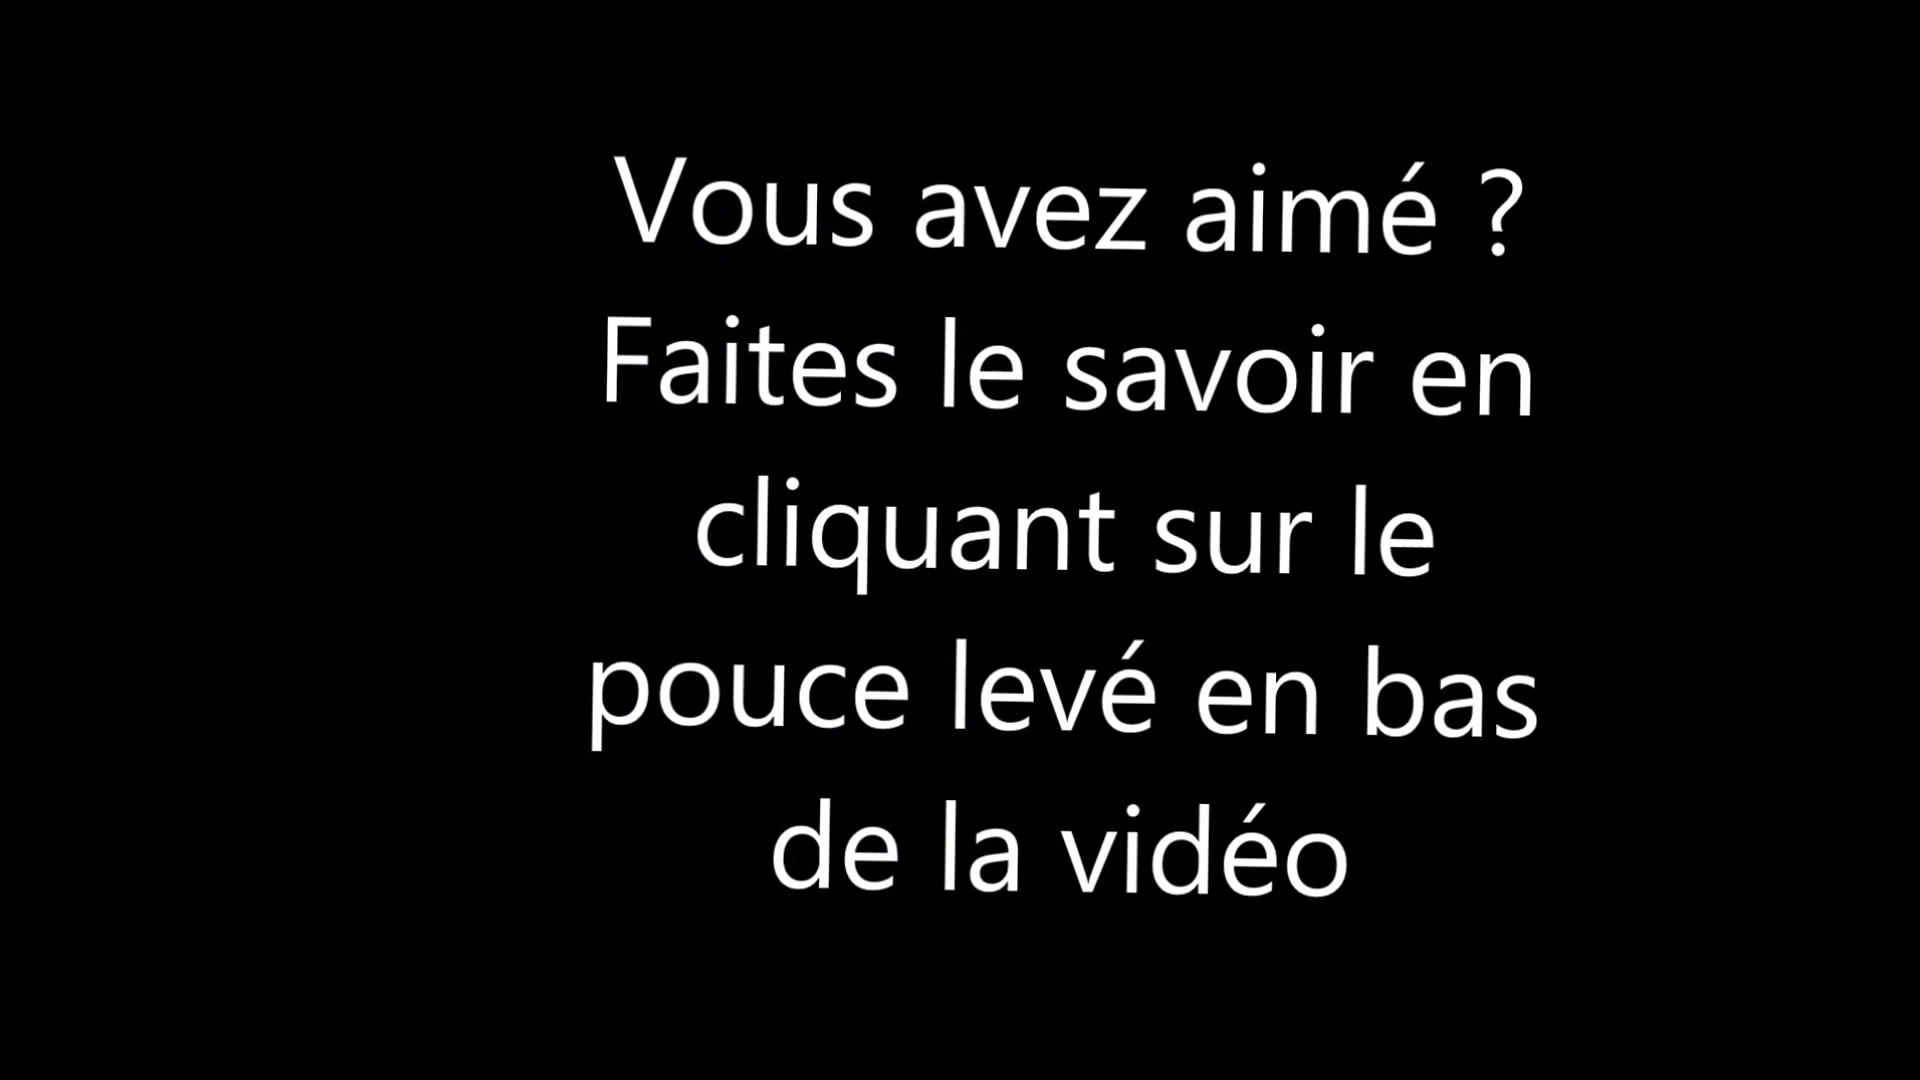 Vous avez aimé ?
Faites le savoir en
cliquant sur le
pouce levé en bas
de la vidéo